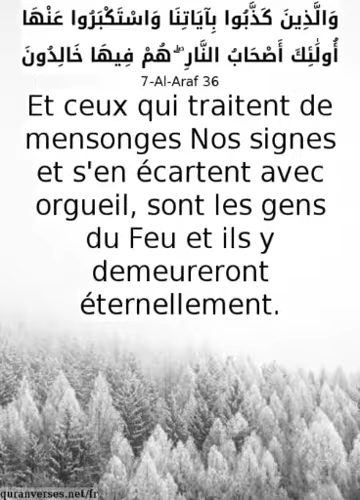 وَالَّذِينَ كَذَّبُوا بِآيَاتِنَا وَاسْتَكْبَرُوا عَنْهَا
أُولَٰئِكَ أَصْحَابُ النَّارِ ۖ هُمْ فِيهَا خَالِدُونَ
7-Al-Araf 36
Et ceux qui traitent de
mensonges Nos signes
et s'en écartent avec
orgueil, sont les gens
du Feu et ils y
demeureront
éternellement.
quranverses.net/fr